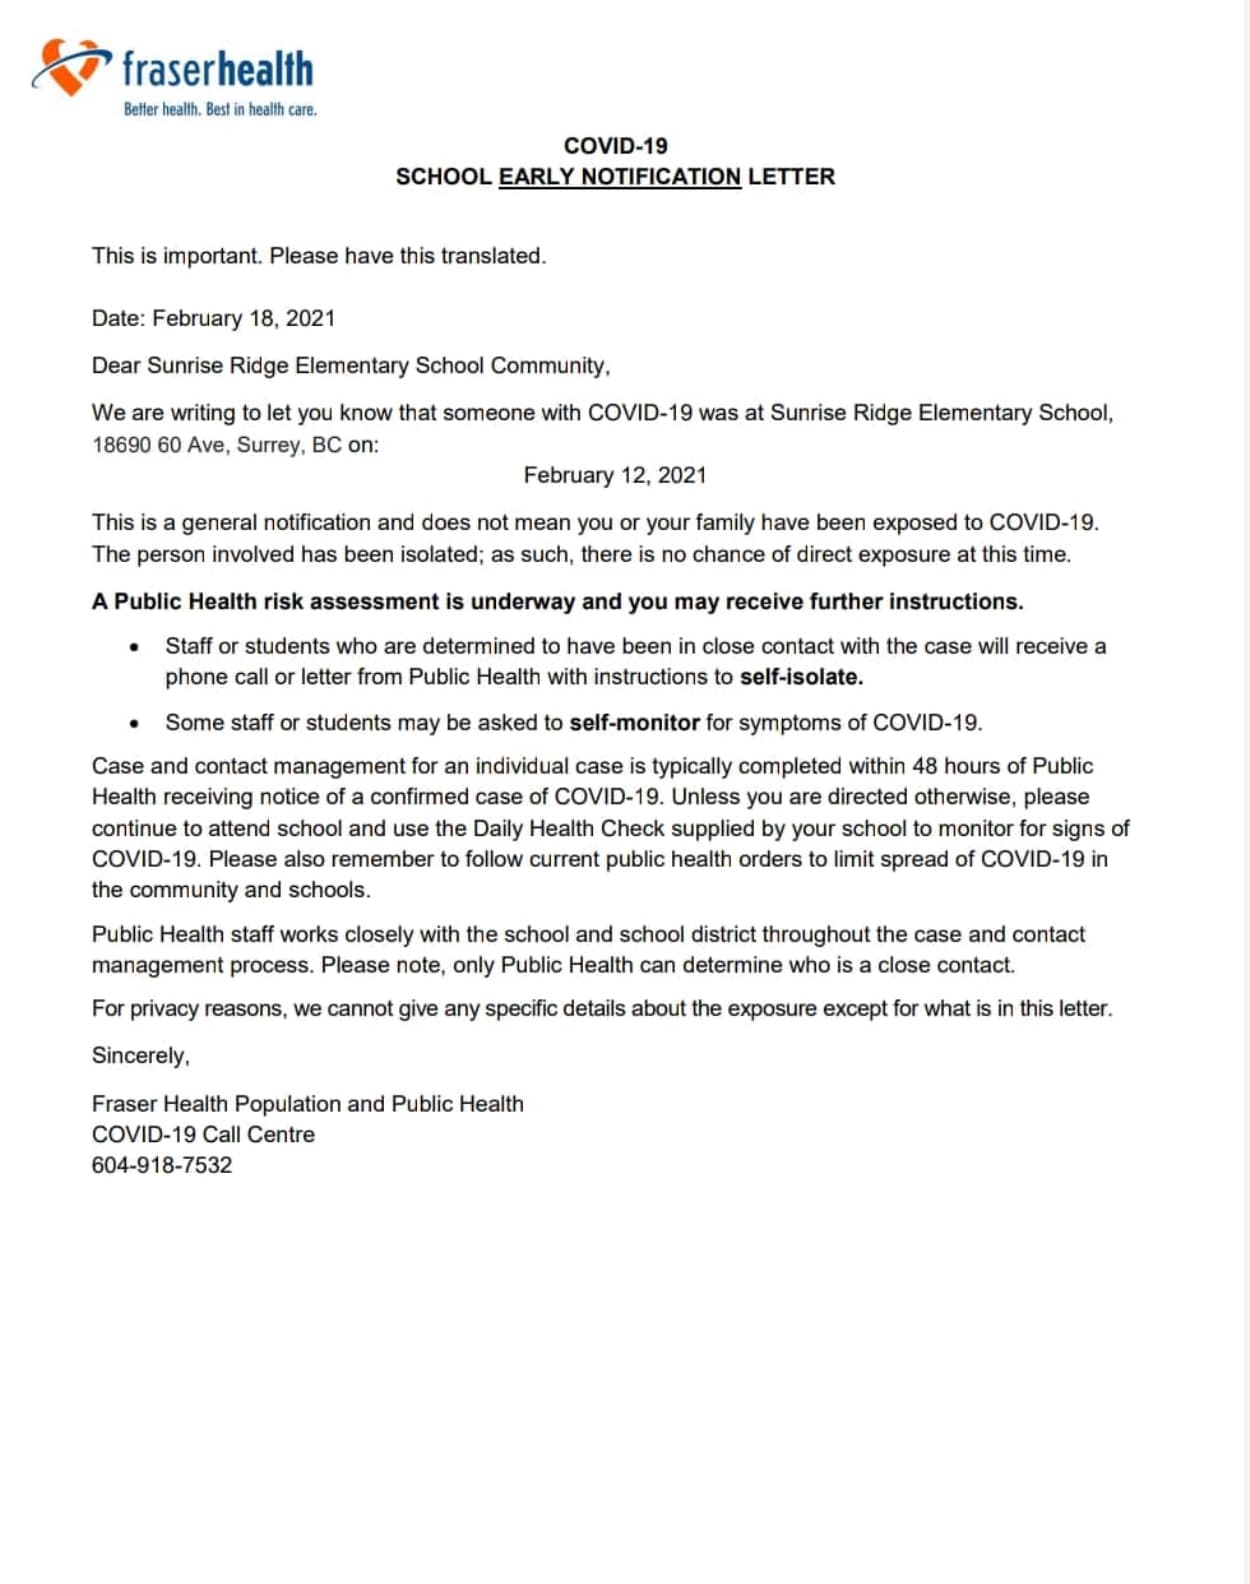 fraserhealth
Better health. Best in health care.
COVID-19
SCHOOL EARLY NOTIFICATION LETTER
This is important. Please have this translated.
Date: February 18, 2021
Dear Sunrise Ridge Elementary School Community,
We are writing to let you know that someone with COVID-19 was at Sunrise Ridge Elementary School,
18690 60 Ave, Surrey, BC on:
February 12, 2021
This is a general notification and does not mean you or your family have been exposed to COVID-19.
The person involved has been isolated; as such, there is no chance of direct exposure at this time.
A Public Health risk assessment is underway and you may receive further instructions.
• Staff or students who are determined to have been in close contact with the case will receive a
phone call or letter from Public Health with instructions to self-isolate.
• Some staff or students may be asked to self-monitor for symptoms of COVID-19.
Case and contact management for an individual case is typically completed within 48 hours of Public
Health receiving notice of a confirmed case of COVID-19. Unless you are directed otherwise, please
continue to attend school and use the Daily Health Check supplied by your school to monitor for signs of
COVID-19. Please also remember to follow current public health orders to limit spread of COVID-19 in
the community and schools.
Public Health staff works closely with the school and school district throughout the case and contact
management process. Please note, only Public Health can determine who is a close contact.
For privacy reasons, we cannot give any specific details about the exposure except for what is in this letter.
Sincerely,
Fraser Health Population and Public Health
COVID-19 Call Centre
604-918-7532